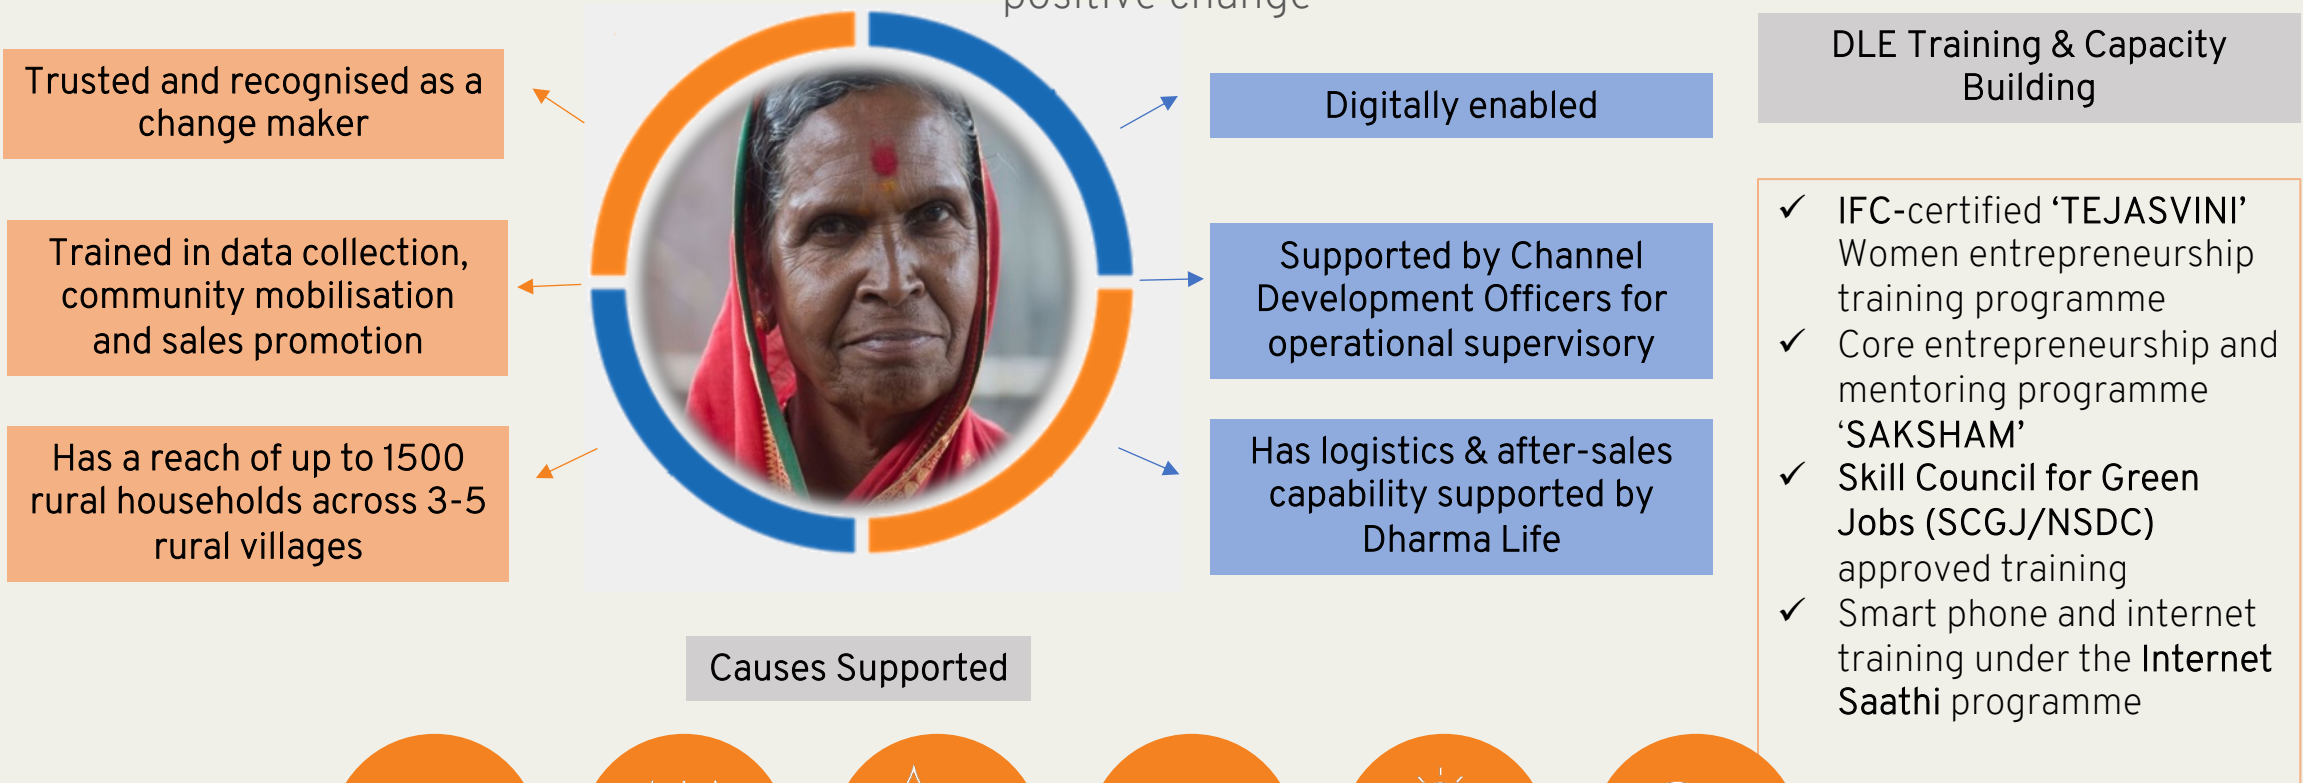 positive change
Trusted and recognised as a
change maker
Trained in data collection,
community mobilisation
and sales promotion
Has a reach of up to 1500
rural households across 3-5
rural villages
Digitally enabled
Supported by Channel
Development Officers for
operational supervisory
Has logistics & after-sales
capability supported by
Dharma Life
Causes Supported
DLE Training & Capacity
Building
✓ IFC-certified ‘TEJASVINI’
Women entrepreneurship
training programme
✓ Core entrepreneurship and
mentoring programme
‘SAKSHAM’
✓ Skill Council for Green
Jobs (SCGJ/NSDC)
approved training
✓ Smart phone and internet
training under the Internet
Saathi programme